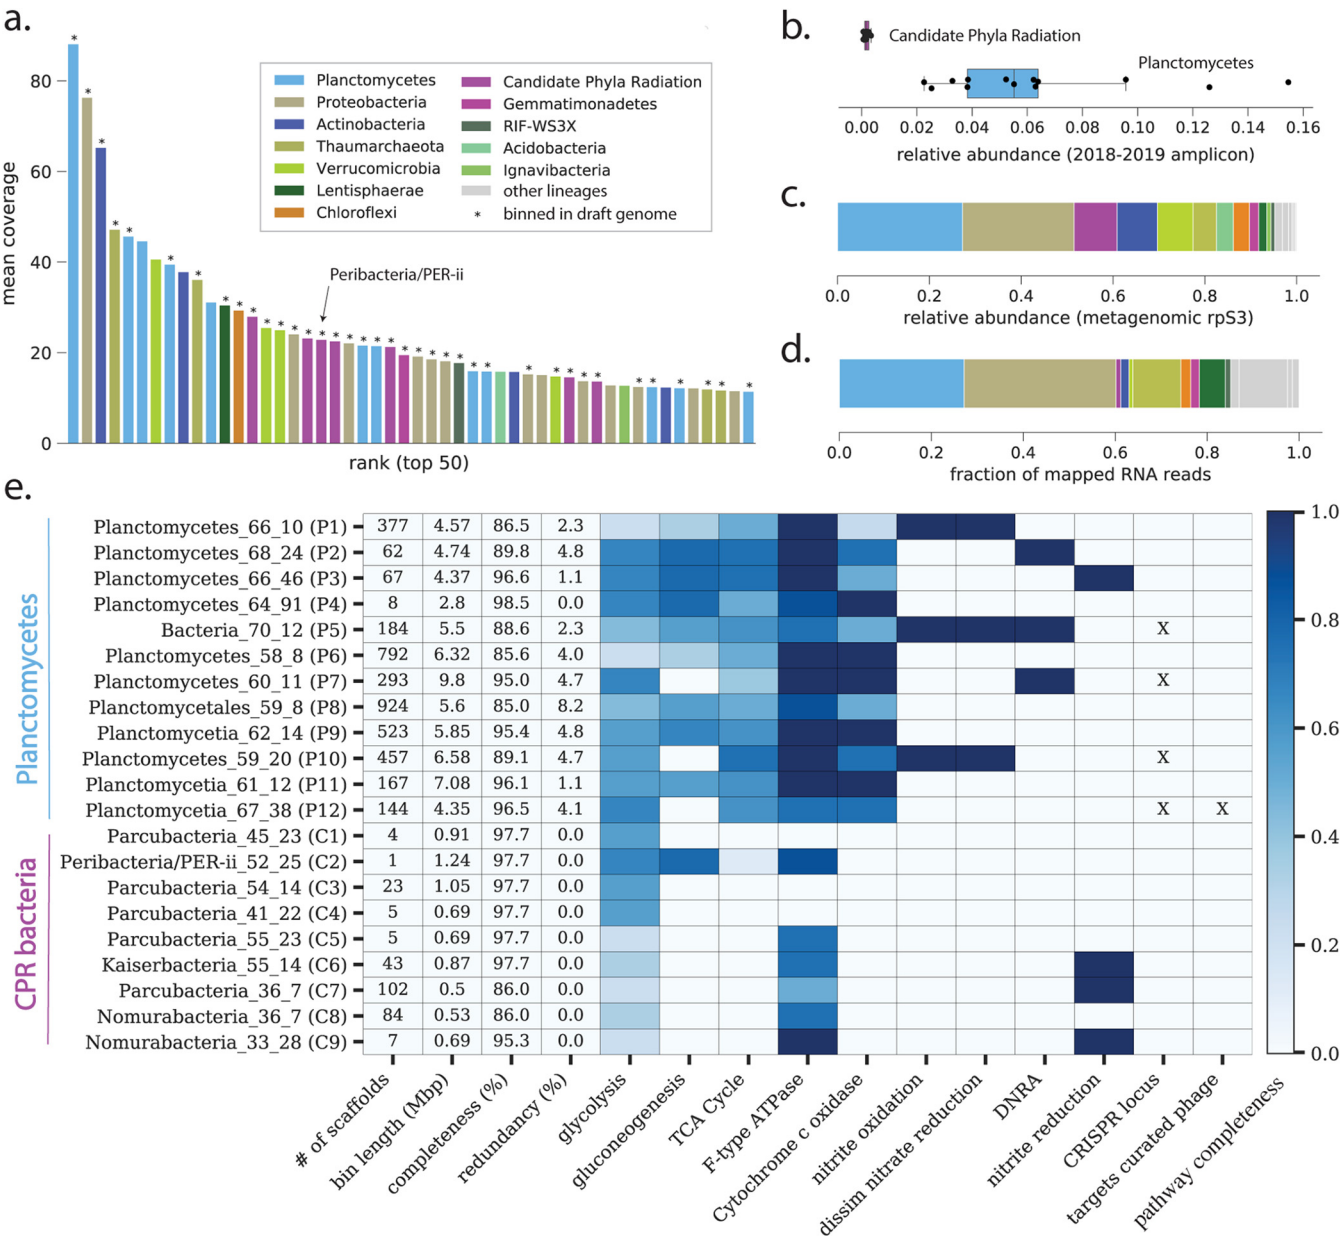 a.
mean coverage
80
60
40
20
0
rank (top 50)
Peribacteria/PER-ii
Planctomycetes
Proteobacteria
Actinobacteria
Thaumarchaeota
Verrucomicrobia
Lentisphaerae
Chloroflexi
Candidate Phyla Radiation
Gemmatimonadetes
RIF-WS3X
Acidobacteria
Ignavibacteria
other lineages
* binned in draft genome
b.
Candidate Phyla Radiation
Planctomycetes
0.00 0.02 0.04 0.06 0.08 0.10 0.12 0.14 0.16
relative abundance (2018-2019 amplicon)
c.
0.0 0.2 0.4 0.6 0.8 1.0
relative abundance (metagenomic rpS3)
d.
0.0 0.2 0.4 0.6 0.8 1.0
fraction of mapped RNA reads
e.
Planctomycetes
CPR bacteria
Planctomycetes_66_10 (P1) 377 4.57 86.5 2.3
Planctomycetes_68_24 (P2) 62 4.74 89.8 4.8
Planctomycetes_66_46 (P3) 67 4.37 96.6 1.1
Planctomycetes_64_91 (P4) 8 2.8 98.5 0.0
Bacteria_70_12 (P5) 184 5.5 88.6 2.3 X
Planctomycetes_58_8 (P6) 792 6.32 85.6 4.0
Planctomycetes_60_11 (P7) 293 9.8 95.0 4.7 X
Planctomycetales_59_8 (P8) 924 5.6 85.0 8.2
Planctomycetia_62_14 (P9) 523 5.85 95.4 4.8
Planctomycetes_59_20 (P10) 457 6.58 89.1 4.7 X
Planctomycetia_61_12 (P11) 167 7.08 96.1 1.1
Planctomycetia_67_38 (P12) 144 4.35 96.5 4.1 X X
Parcubacteria_45_23 (C1) 4 0.91 97.7 0.0
Peribacteria/PER-ii_52_25 (C2) 1 1.24 97.7 0.0
Parcubacteria_54_14 (C3) 23 1.05 97.7 0.0
Parcubacteria_41_22 (C4) 5 0.69 97.7 0.0
Parcubacteria_55_23 (C5) 5 0.69 97.7 0.0
Kaiserbacteria_55_14 (C6) 43 0.87 97.7 0.0
Parcubacteria_36_7 (C7) 102 0.5 86.0 0.0
Nomurabacteria_36_7 (C8) 84 0.53 86.0 0.0
Nomurabacteria_33_28 (C9) 7 0.69 95.3 0.0
# of scaffolds
bin length (Mbp)
completeness (%)
redundancy (%)
glycolysis
gluconeogenesis
TCA Cycle
F-type ATPase
Cytochrome c oxidase
nitrite oxidation
dissim nitrate reduction
DNRA
nitrite reduction
CRISPR locus
targets curated phage
pathway completeness
1.0
0.8
0.6
0.4
0.2
0.0